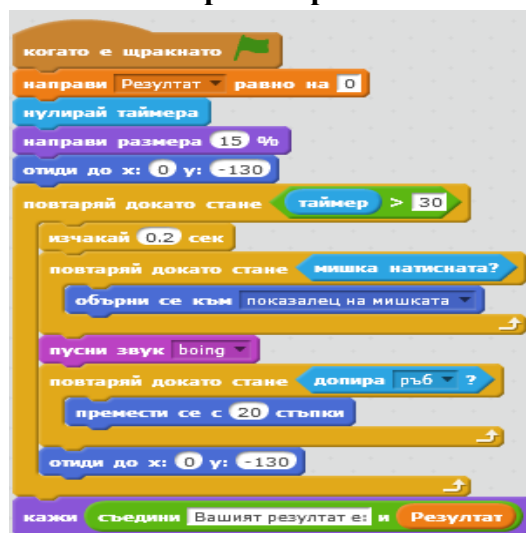 когато е щракнато
направи Резултат равно на 0
нулирай таймера
направи размера 15 %
отиди до x: 0 y: -130
повтаряй докато стане таймер > 30
изчакай 0.2 сек
повтаряй докато стане мишка натисната?
обърни се към показалец на мишката
пусни звук boing
повтаряй докато стане допира ръб ?
премести се с 20 стъпки
отиди до x: 0 y: -130
кажи съедини Вашият резултат е: и Резултат